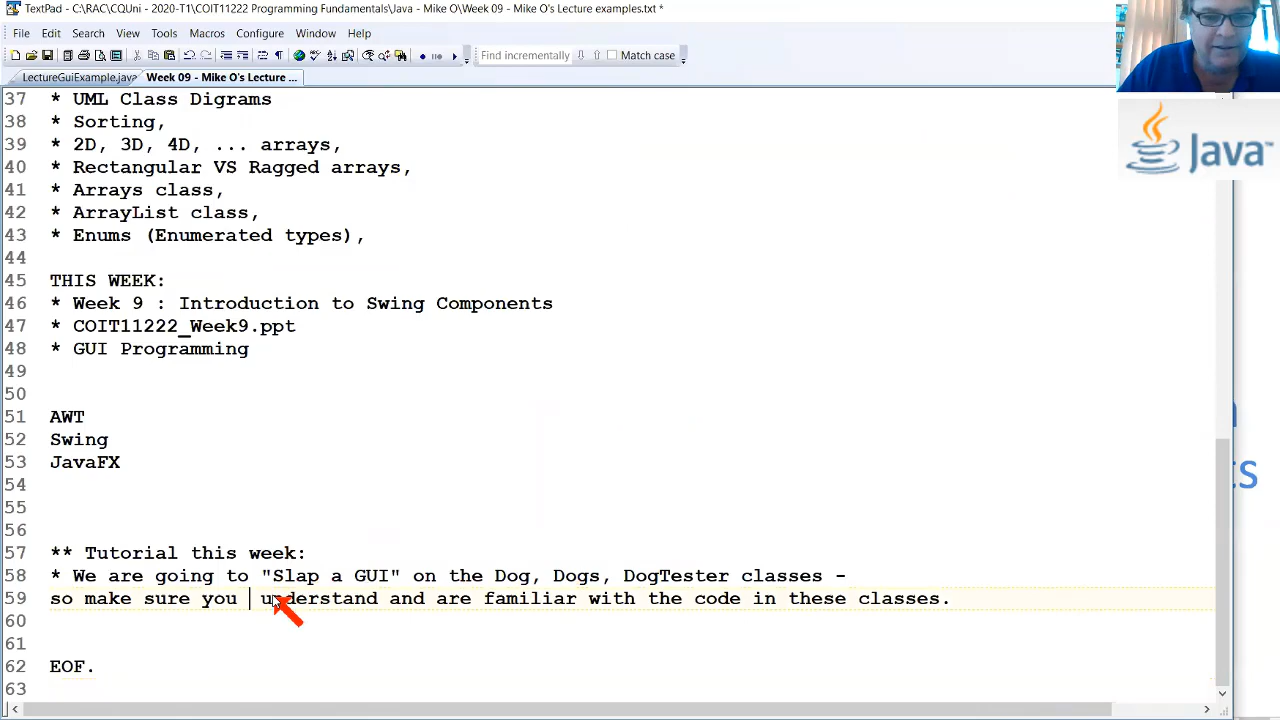 TextPad - C:\RAC\CQUni - 2020-T1\COIT11222 Programming Fundamentals\Java - Mike O\Week 09 - Mike O's Lecture examples.txt *
File Edit Search View Tools Macros Configure Window Help
Find incrementally Match case
LectureGuiExample.java Week 09 - Mike O's Lecture ...
Java™
37 * UML Class Digrams
38 * Sorting,
39 * 2D, 3D, 4D, ... arrays,
40 * Rectangular VS Ragged arrays,
41 * Arrays class,
42 * ArrayList class,
43 * Enums (Enumerated types),
44
45 THIS WEEK:
46 * Week 9 : Introduction to Swing Components
47 * COIT11222_Week9.ppt
48 * GUI Programming
49
50
51 AWT
52 Swing
53 JavaFX
54
55
56
57 ** Tutorial this week:
58 * We are going to "Slap a GUI" on the Dog, Dogs, DogTester classes -
59 so make sure you understand and are familiar with the code in these classes.
60
61
62 EOF.
63